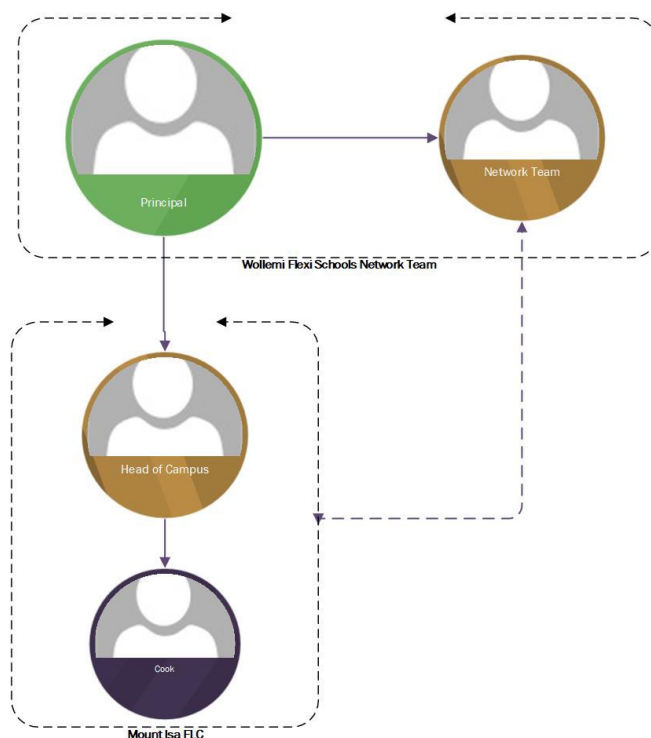 Principal
Network Team
Wollemi Flexi Schools Network Team
Head of Campus
Cook
Mount Isa FLC